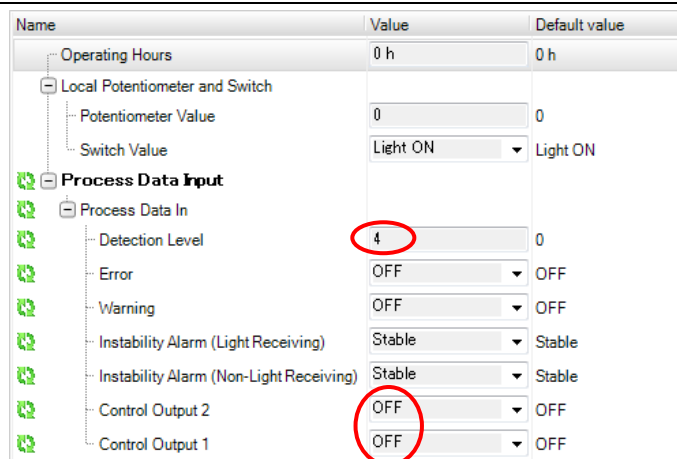 Name Value Default value
Operating Hours 0 h 0 h
Local Potentiometer and Switch
Potentiometer Value 0 0
Switch Value Light ON Light ON
Process Data Input
Process Data In
Detection Level 4 0
Error OFF OFF
Warning OFF OFF
Instability Alarm (Light Receiving) Stable Stable
Instability Alarm (Non-Light Receiving) Stable Stable
Control Output 2 OFF OFF
Control Output 1 OFF OFF